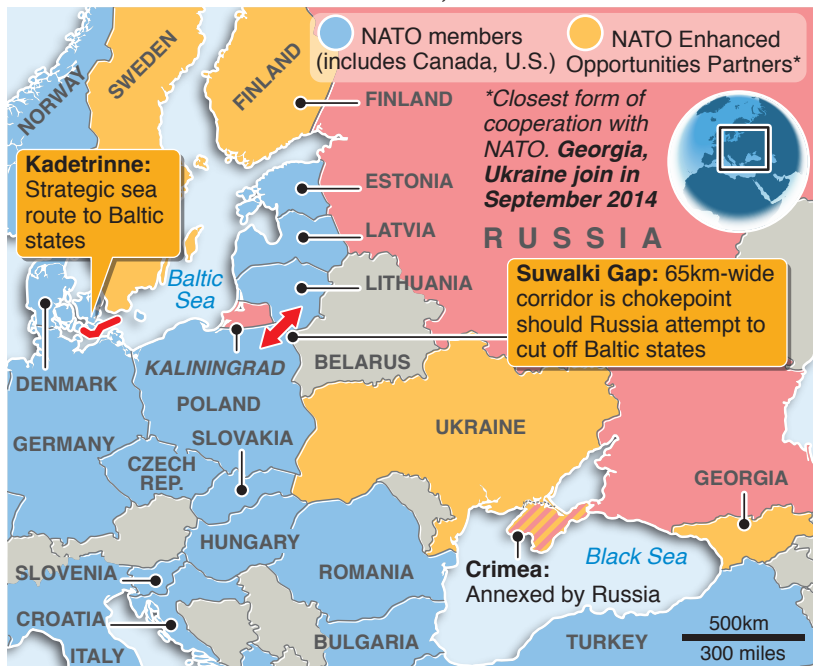 NATO members
(includes Canada, U.S.)
NATO Enhanced
Opportunities Partners*
*Closest form of
cooperation with
NATO. Georgia,
Ukraine join in
September 2014
NORWAY
SWEDEN
FINLAND
FINLAND
Kadetrinne:
Strategic sea
route to Baltic
states
ESTONIA
LATVIA
RUSSIA
LITHUANIA
Baltic
Sea
Suwalki Gap: 65km-wide
corridor is chokepoint
should Russia attempt to
cut off Baltic states
KALININGRAD
BELARUS
DENMARK
POLAND
GERMANY
SLOVAKIA
UKRAINE
CZECH
REP.
GEORGIA
HUNGARY
Black Sea
SLOVENIA
ROMANIA
Crimea:
Annexed by Russia
CROATIA
ITALY
BULGARIA
TURKEY
500km
300 miles